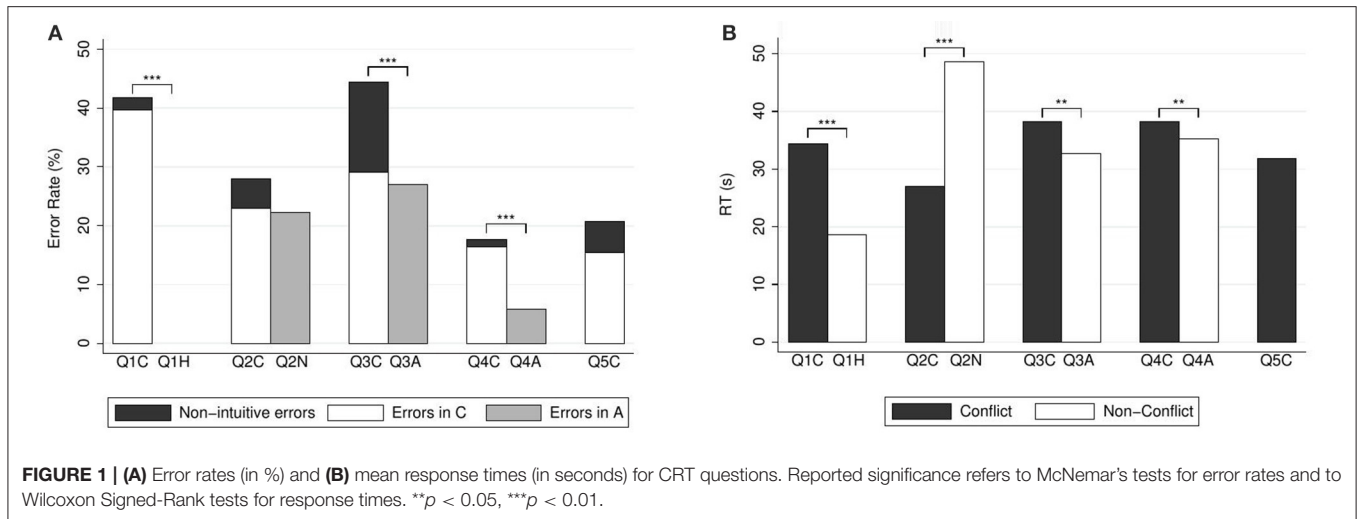 A
50
40
30
20
10
0
Error Rate (%)
***
***
***
Q1C Q1H Q2C Q2N Q3C Q3A Q4C Q4A Q5C
Non−intuitive errors Errors in C Errors in A
B
50
40
30
20
10
0
RT (s)
***
***
**
**
Q1C Q1H Q2C Q2N Q3C Q3A Q4C Q4A Q5C
Conflict Non−Conflict
FIGURE 1 | (A) Error rates (in %) and (B) mean response times (in seconds) for CRT questions. Reported significance refers to McNemar's tests for error rates and to
Wilcoxon Signed-Rank tests for response times. **p < 0.05, ***p < 0.01.